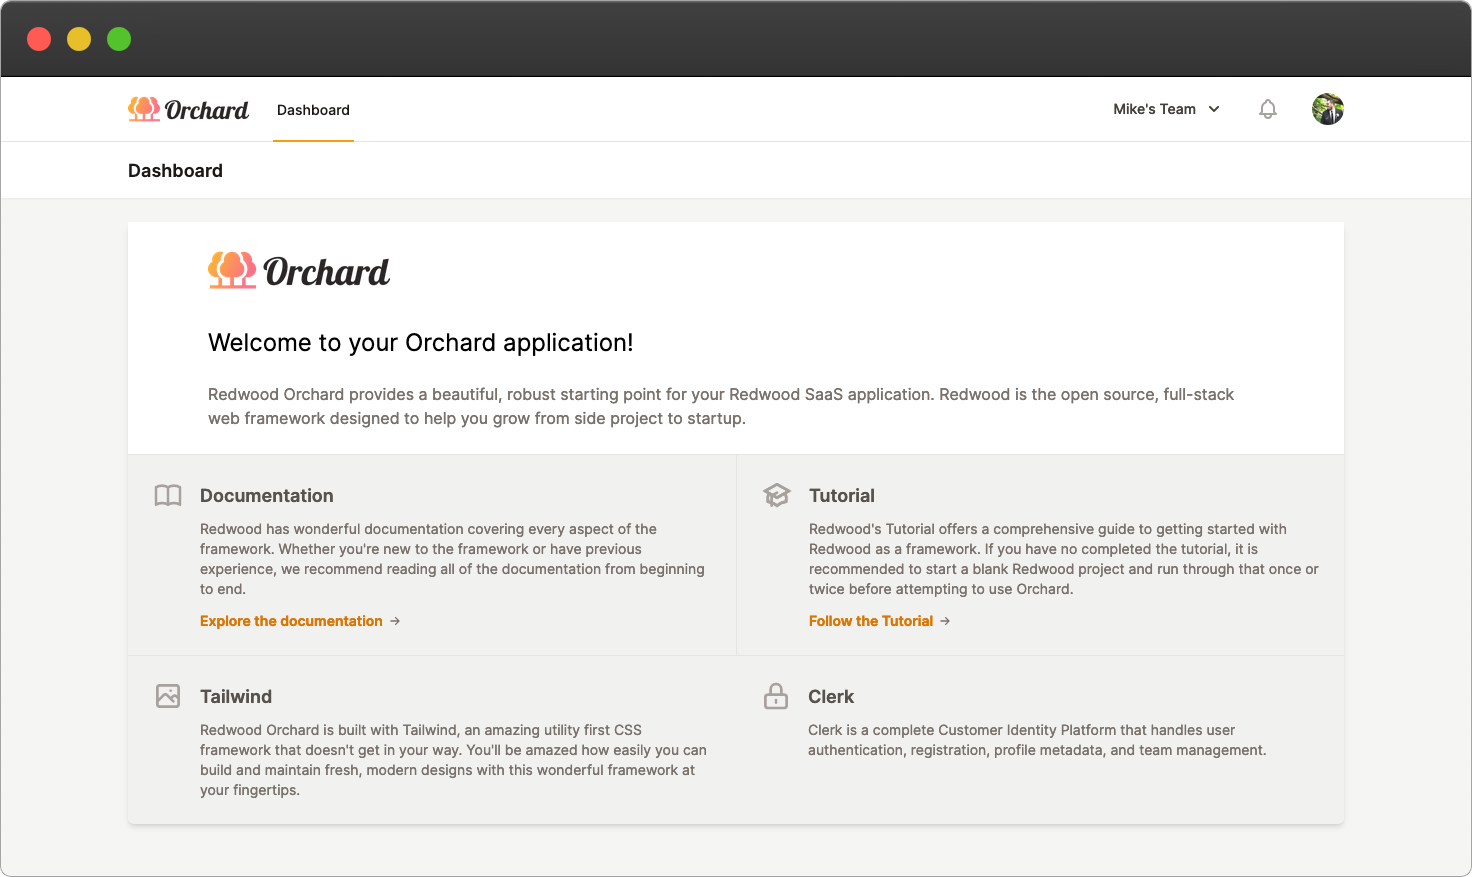 Orchard
Dashboard
Mike's Team
Dashboard
Orchard
Welcome to your Orchard application!
Redwood Orchard provides a beautiful, robust starting point for your Redwood SaaS application. Redwood is the open source, full-stack
web framework designed to help you grow from side project to startup.
Documentation
Redwood has wonderful documentation covering every aspect of the
framework. Whether you're new to the framework or have previous
experience, we recommend reading all of the documentation from beginning
to end.
Explore the documentation →
Tutorial
Redwood's Tutorial offers a comprehensive guide to getting started with
Redwood as a framework. If you have no completed the tutorial, it is
recommended to start a blank Redwood project and run through that once or
twice before attempting to use Orchard.
Follow the Tutorial →
Tailwind
Redwood Orchard is built with Tailwind, an amazing utility first CSS
framework that doesn't get in your way. You'll be amazed how easily you can
build and maintain fresh, modern designs with this wonderful framework at
your fingertips.
Clerk
Clerk is a complete Customer Identity Platform that handles user
authentication, registration, profile metadata, and team management.